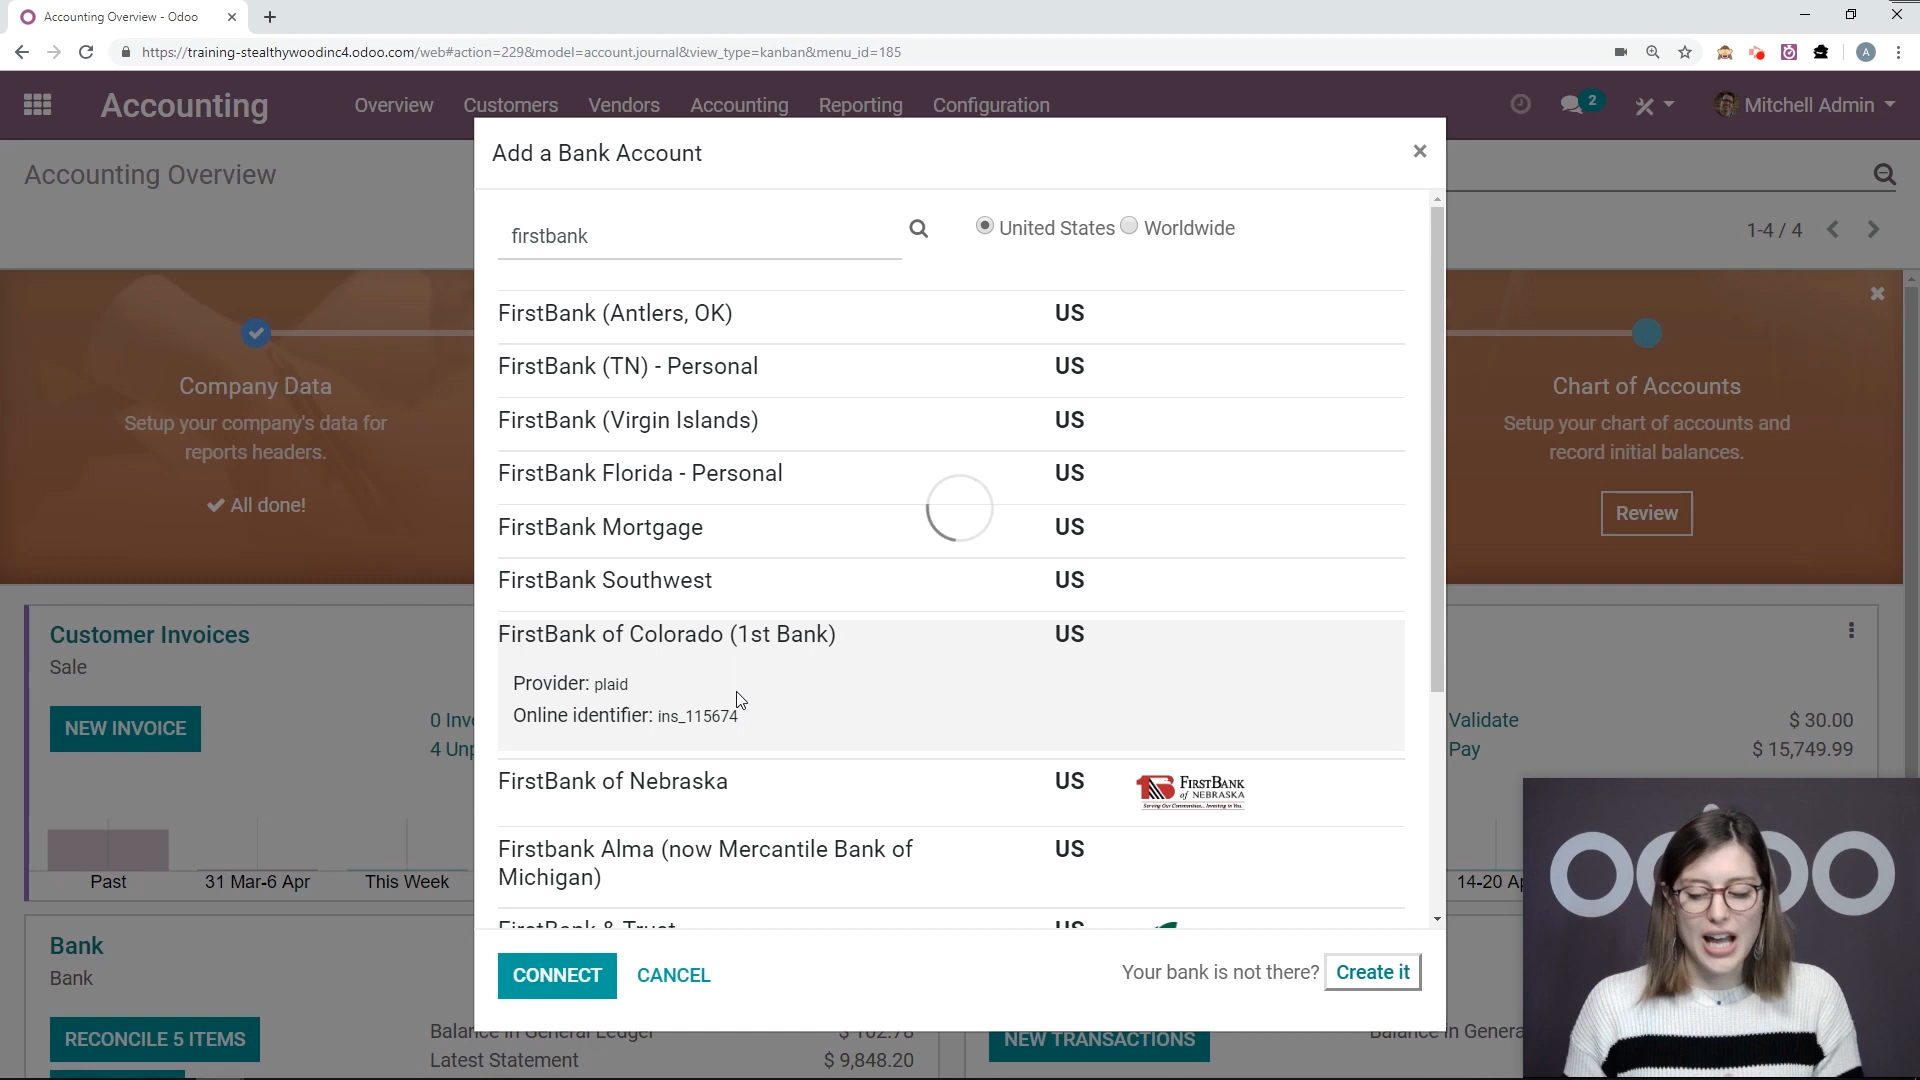 Accounting Overview - Odoo
https://training-stealthywoodinc4.odoo.com/web#action=229&model=account.journal&view_type=kanban&menu_id=185
A
Accounting
Overview
Customers
Vendors
Accounting
Reporting
Configuration
2
Mitchell Admin
Accounting Overview
1-4 / 4
Add a Bank Account
firstbank
United States
Worldwide
FirstBank (Antlers, OK) US
FirstBank (TN) - Personal US
FirstBank (Virgin Islands) US
FirstBank Florida - Personal US
FirstBank Mortgage US
FirstBank Southwest US
FirstBank of Colorado (1st Bank) US
Provider: plaid
Online identifier: ins_115674
FirstBank of Nebraska US
FIRSTBANK
of NEBRASKA
Firstbank Alma (now Mercantile Bank of US
Michigan)
FirstBank & Trust US
CONNECT
CANCEL
Your bank is not there? Create it
Company Data
Setup your company's data for
reports headers.
All done!
Chart of Accounts
Setup your chart of accounts and
record initial balances.
Review
Customer Invoices
Sale
NEW INVOICE
0 Inv
4 Unp
Past
31 Mar-6 Apr
This Week
Validate $ 30.00
Pay $ 15,749.99
14-20 Ap
Bank
Bank
RECONCILE 5 ITEMS
Balance in General Ledger $ 102.78
Latest Statement $ 9,848.20
NEW TRANSACTIONS
Balance in Genera
odoo